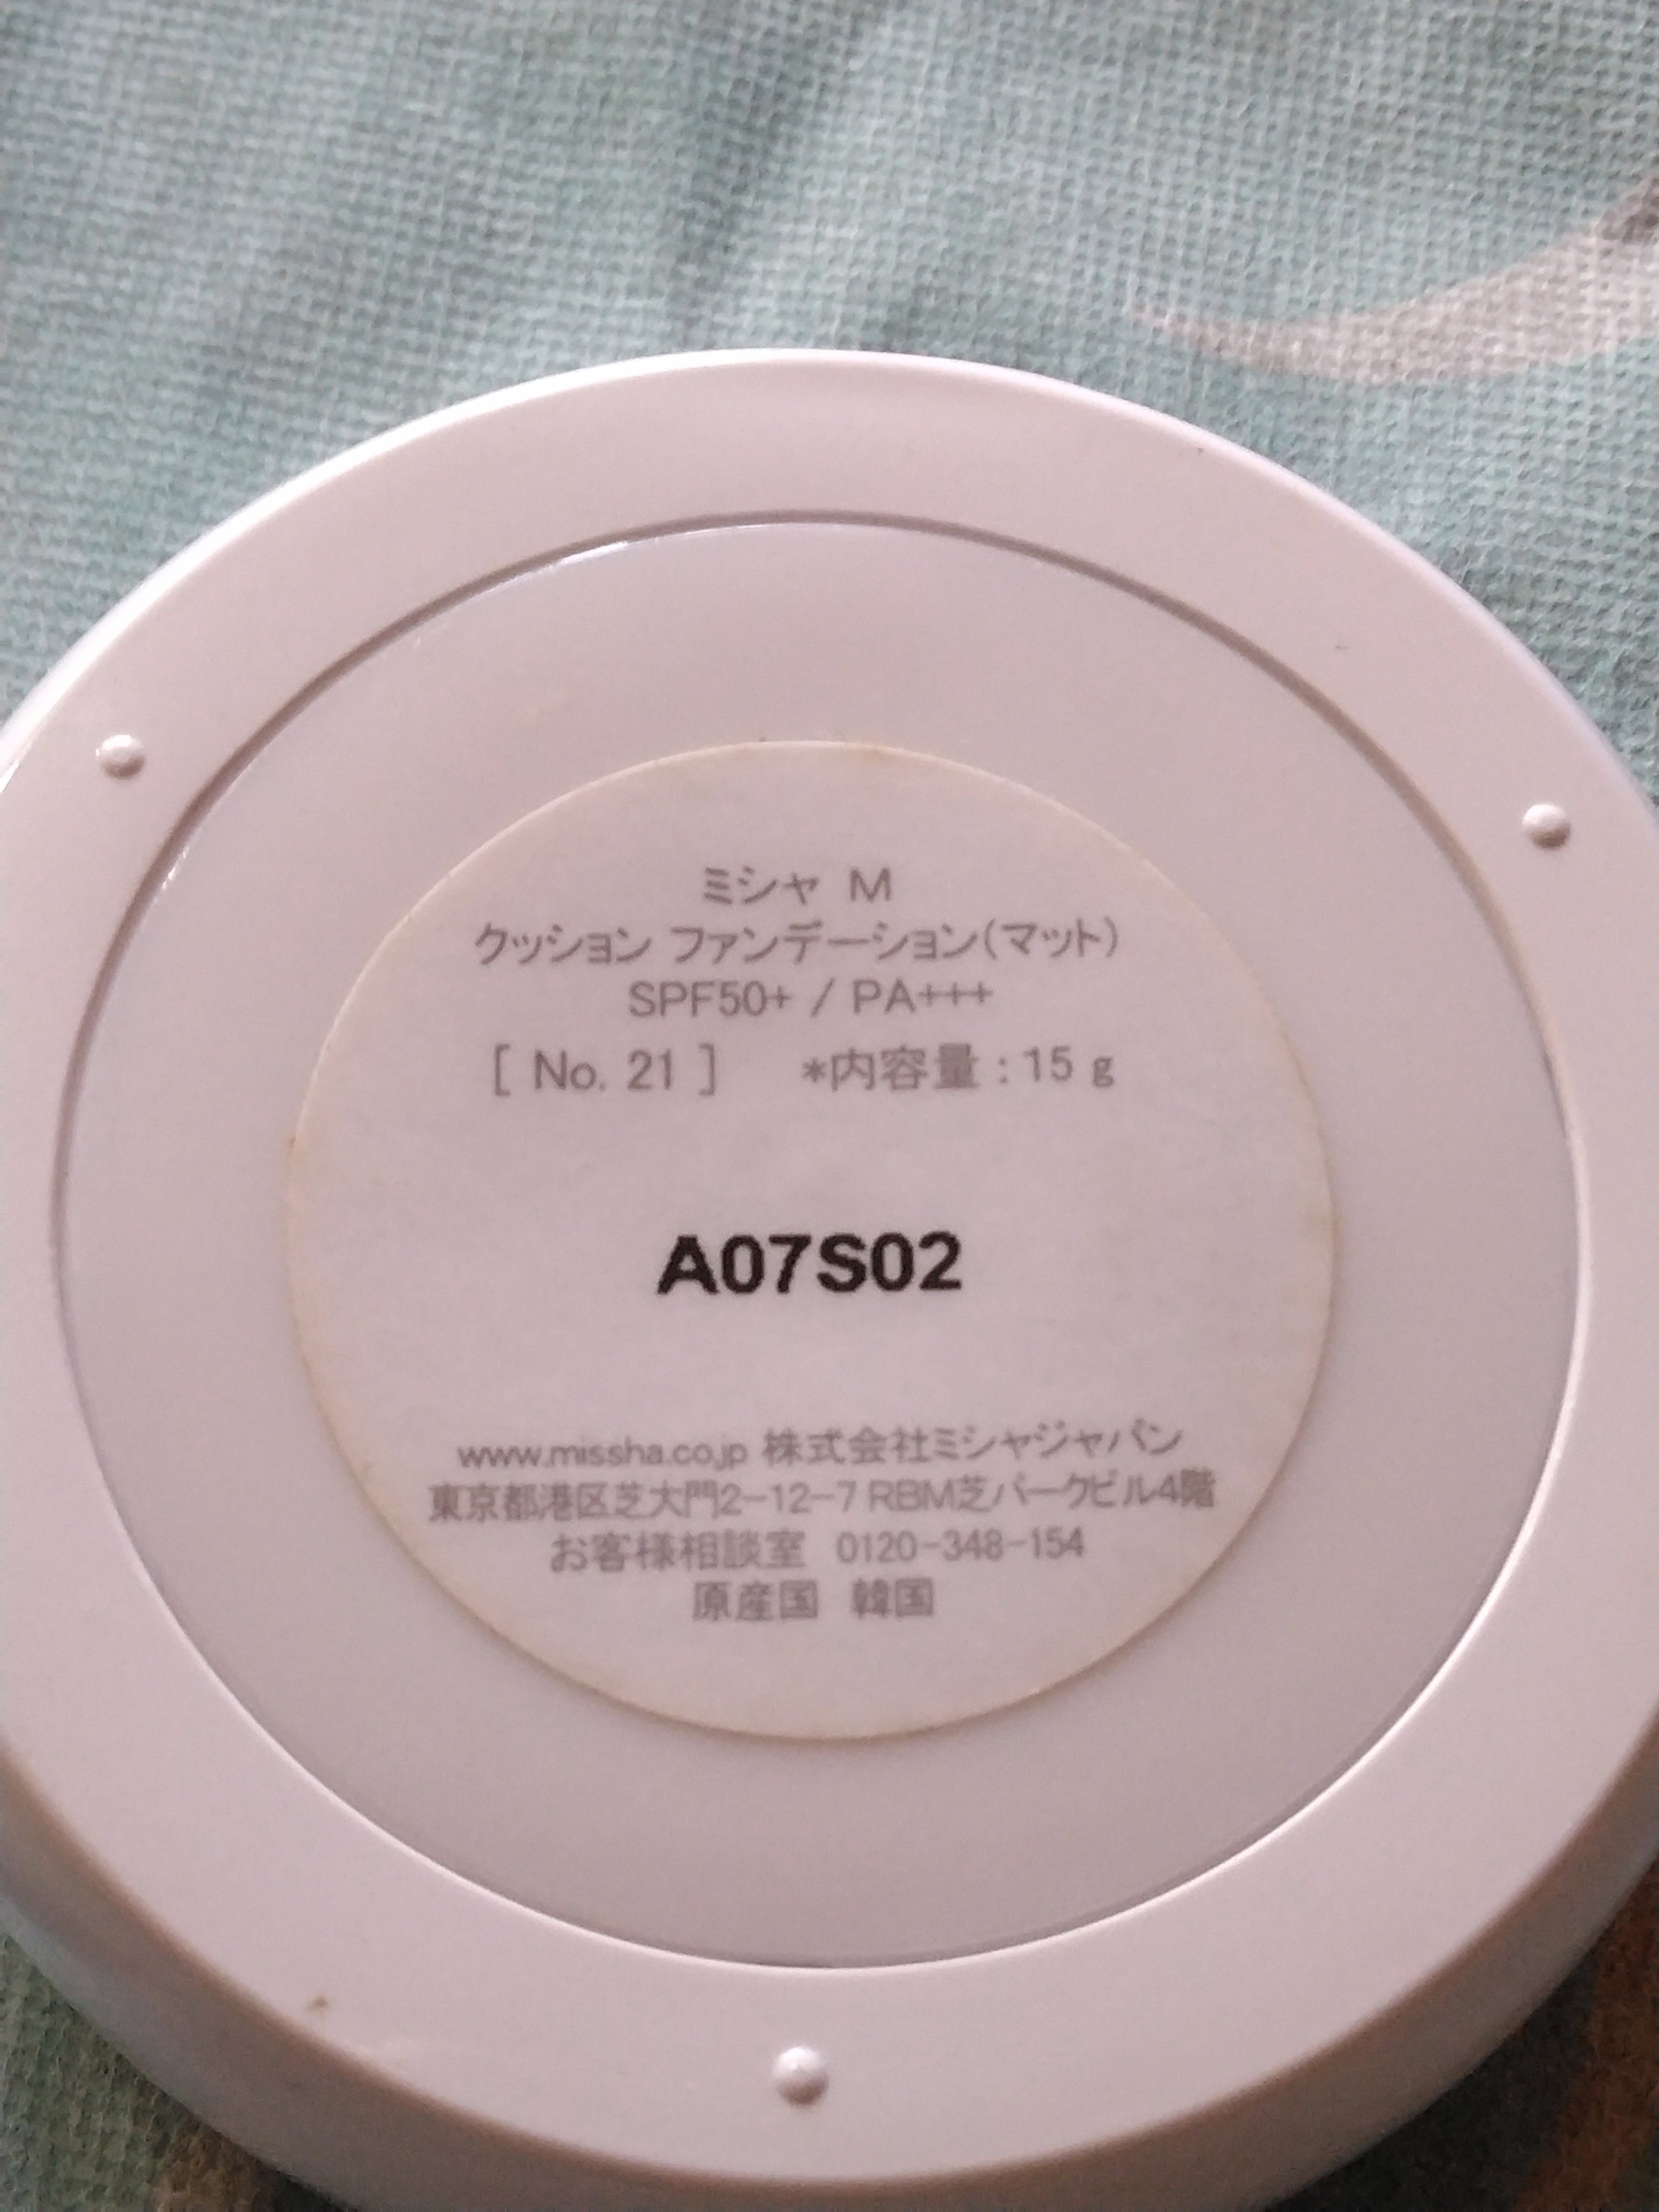 ミシャ M
クッション ファンデーション(マット)
SPF50+ / PA+++
[ No. 21 ] *内容量 : 15 g
A07S02
www.missha.co.jp 株式会社ミシャジャパン
東京都港区芝大門2-12-7 RBM芝パークビル4階
お客様相談室 0120-348-154
原産国 韓国